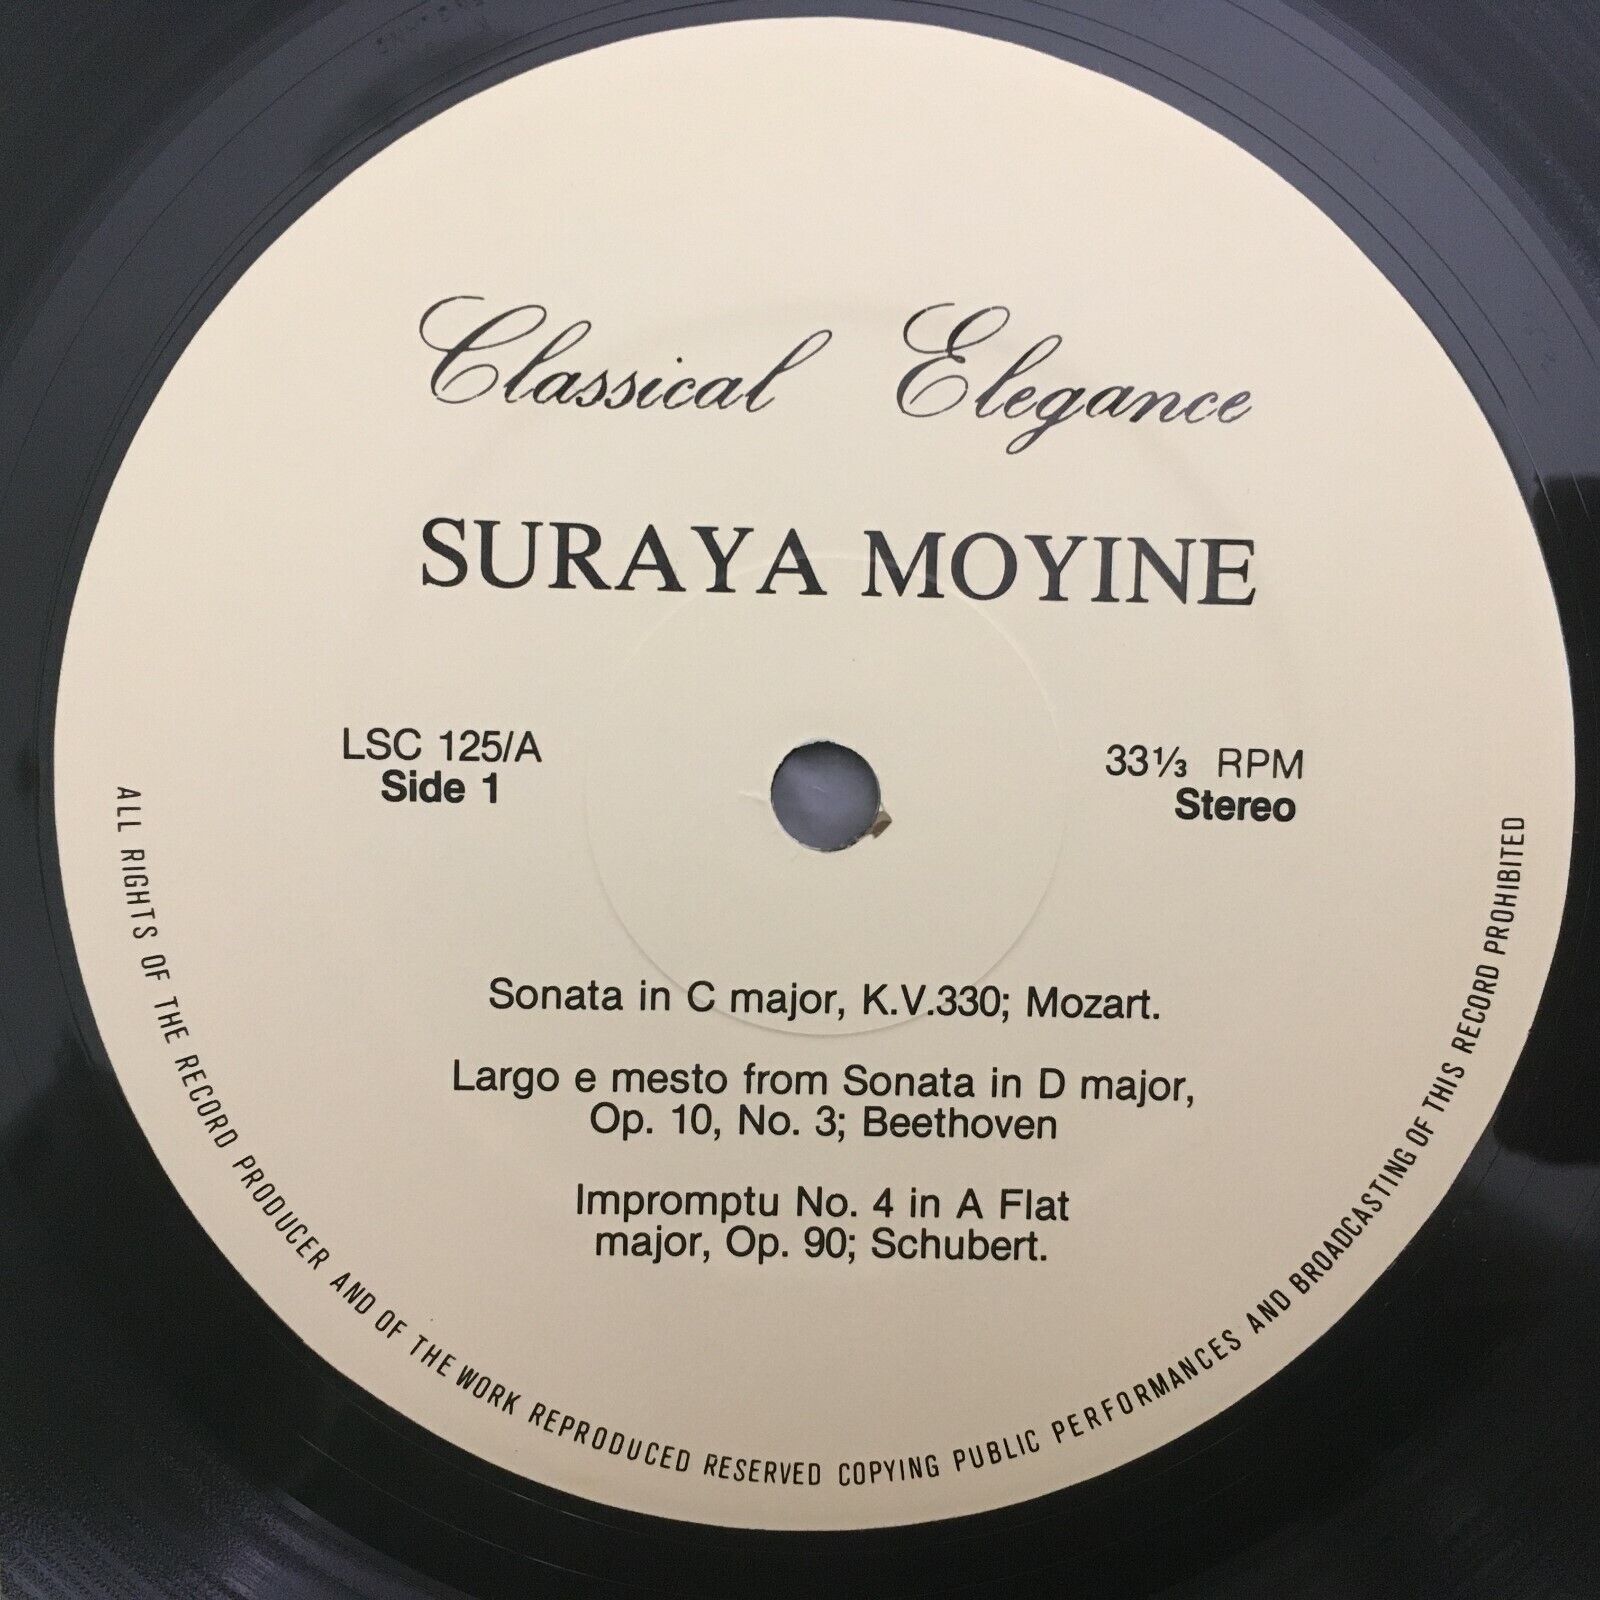 Classical Elegance
SURAYA MOYINE
LSC 125/A
Side 1
33⅓ RPM
Stereo
Sonata in C major, K.V.330; Mozart.
Largo e mesto from Sonata in D major,
Op. 10, No. 3; Beethoven
Impromptu No. 4 in A Flat
major, Op. 90; Schubert.
ALL RIGHTS OF THE RECORD PRODUCER AND OF THE WORK REPRODUCED RESERVED COPYING PUBLIC PERFORMANCES AND BROADCASTING OF THIS RECORD PROHIBITED